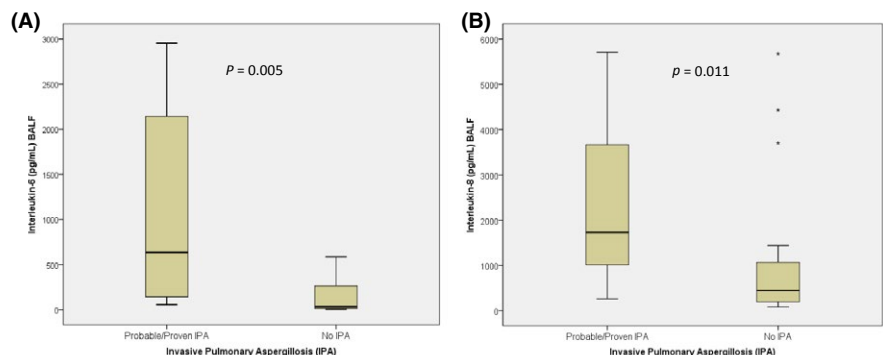 (A)
3000
2500
2000
1500
1000
500
0
Interleukin-6 (pg/mL) BALF
P = 0.005
Probable/Proven IPA
No IPA
Invasive Pulmonary Aspergillosis (IPA)
(B)
6000
5000
4000
3000
2000
1000
0
Interleukin-8 (pg/mL) BALF
p = 0.011
*
*
*
Probable/Proven IPA
No IPA
Invasive Pulmonary Aspergillosis (IPA)